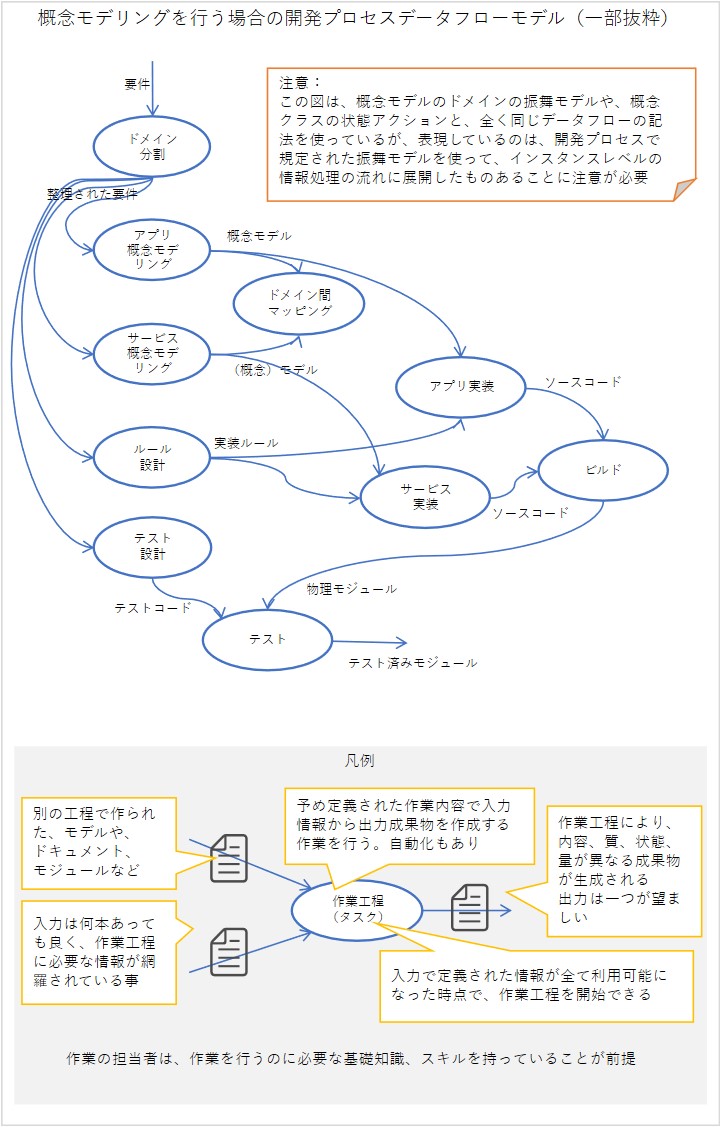 概念モデリングを行う場合の開発プロセスデータフローモデル（一部抜粋）
要件
注意：
この図は、概念モデルのドメインの振舞モデルや、概念
クラスの状態アクションと、全く同じデータフローの記
法を使っているが、表現しているのは、開発プロセスで
規定された振舞モデルを使って、インスタンスレベルの
情報処理の流れに展開したものあることに注意が必要
ドメイン
分割
整理された要件
アプリ
概念モデ
リング
概念モデル
ドメイン間
マッピング
サービス
概念モデ
リング
（概念）モデル
アプリ実装
ソースコード
ルール
設計
実装ルール
サービス
実装
ビルド
ソースコード
テスト
設計
テストコード
物理モジュール
テスト
テスト済みモジュール
凡例
別の工程で作られ
た、モデルや、
ドキュメント、
モジュールなど
予め定義された作業内容で入力
情報から出力成果物を作成する
作業を行う。自動化もあり
作業工程により、
内容、質、状態、
量が異なる成果物
が生成される
出力は一つが望ま
しい
作業工程
（タスク）
入力は何本あって
も良く、作業工程
に必要な情報が網
羅されている事
入力で定義された情報が全て利用可能に
なった時点で、作業工程を開始できる
作業の担当者は、作業を行うのに必要な基礎知識、スキルを持っていることが前提